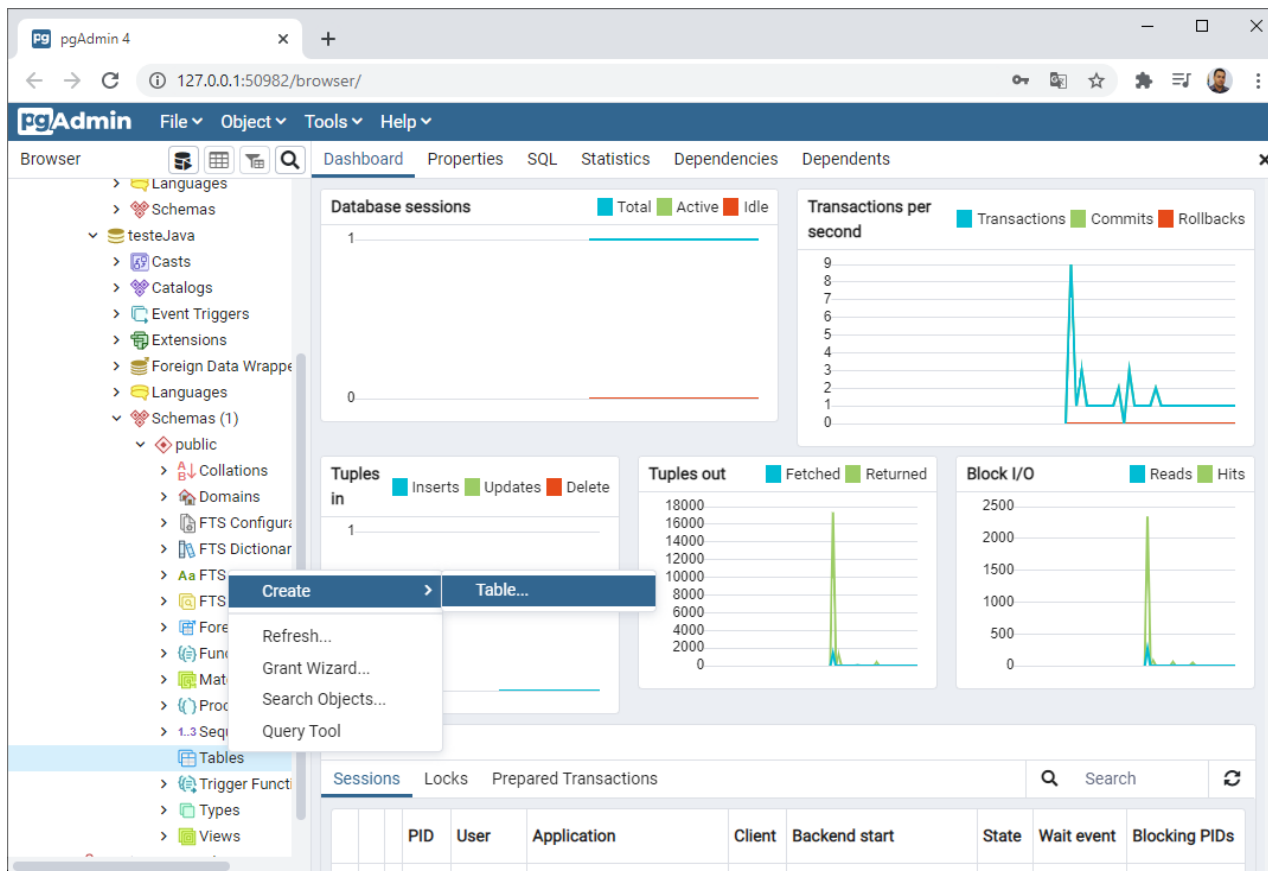 pgAdmin 4
127.0.0.1:50982/browser/
pgAdmin File Object Tools Help
Browser
Dashboard Properties SQL Statistics Dependencies Dependents
Languages
Schemas
testeJava
Casts
Catalogs
Event Triggers
Extensions
Foreign Data Wrappe
Languages
Schemas (1)
public
Collations
Domains
FTS Configura
FTS Dictionar
Aa FTS
FTS
Fore
Func
Mat
Proc
1..3 Sequ
Tables
Trigger Functi
Types
Views
Create
Table...
Refresh...
Grant Wizard...
Search Objects...
Query Tool
Database sessions Total Active Idle
1
0
Transactions per second Transactions Commits Rollbacks
9
8
7
6
5
4
3
2
1
0
Tuples in Inserts Updates Delete
1
Tuples out Fetched Returned
18000
16000
14000
12000
10000
8000
6000
4000
2000
0
Block I/O Reads Hits
2500
2000
1500
1000
500
0
Sessions Locks Prepared Transactions Search
PID User Application Client Backend start State Wait event Blocking PIDs